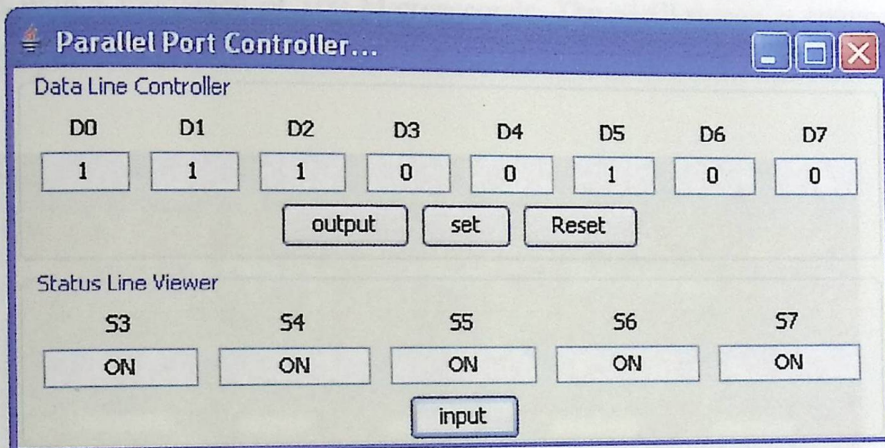 Parallel Port Controller...
Data Line Controller
D0 D1 D2 D3 D4 D5 D6 D7
1 1 1 0 0 1 0 0
output set Reset
Status Line Viewer
S3 S4 S5 S6 S7
ON ON ON ON ON
input